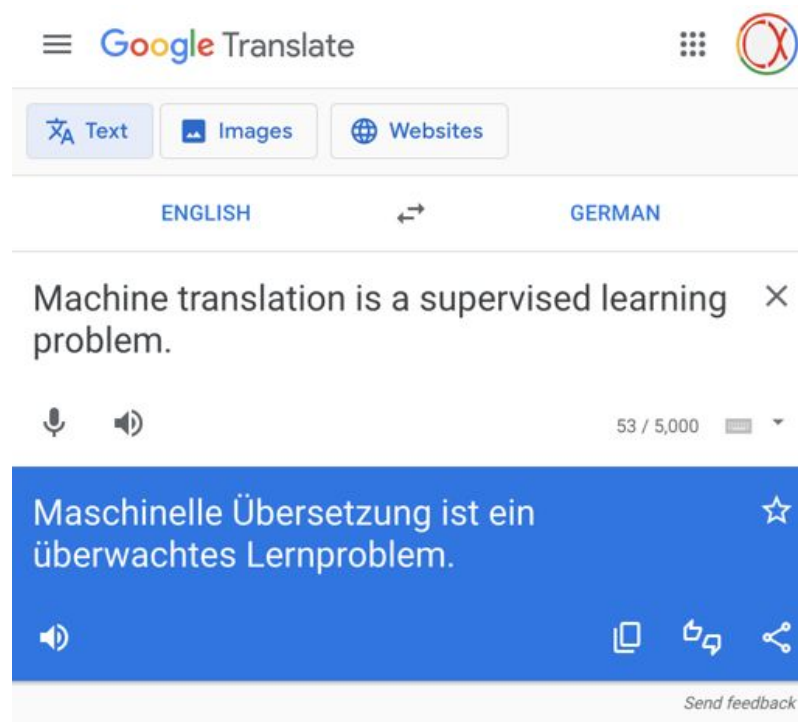 Google Translate
Text Images Websites
ENGLISH GERMAN
Machine translation is a supervised learning
problem.
53 / 5,000
Maschinelle Übersetzung ist ein
überwachtes Lernproblem.
Send feedback